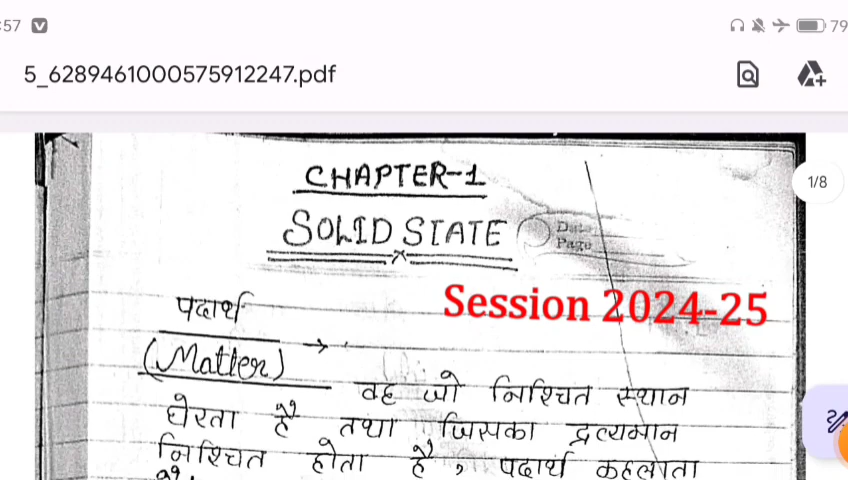 :57
79
5_6289461000575912247.pdf
1/8
CHAPTER-1
SOLID STATE
Date
Page
Session 2024-25
पदार्थ
(Matter) →
वह जो निश्चित स्थान
घेरता है तथा जिसका द्रव्यमान
निश्चित होता है, पदार्थ कहलाता
है।